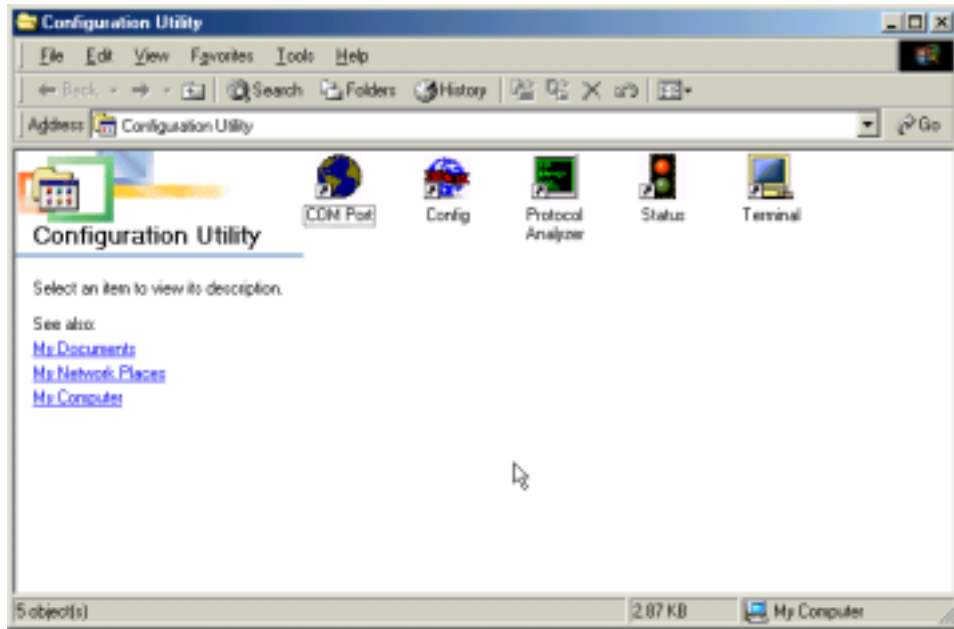 Configuration Utility
File Edit View Favorites Tools Help
Back Search Folders History
Address Configuration Utility Go
COM Port Config Protocol Analyzer Status Terminal
Configuration Utility
Select an item to view its description.
See also:
My Documents
My Network Places
My Computer
5 object(s) 2.87 KB My Computer